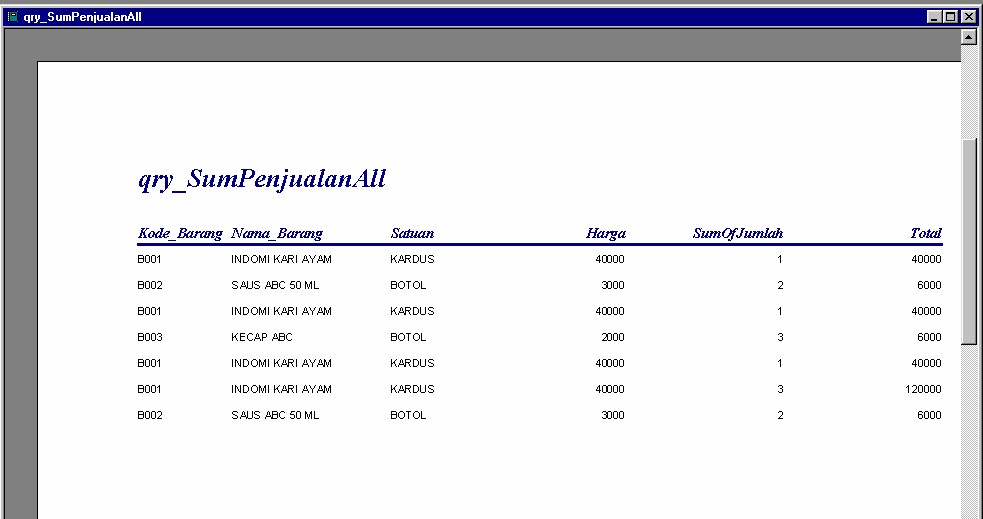 qry_SumPenjualanAll
qry_SumPenjualanAll
Kode_Barang Nama_Barang Satuan Harga SumOfJumlah Total
B001 INDOMI KARI AYAM KARDUS 40000 1 40000
B002 SAUS ABC 50 ML BOTOL 3000 2 6000
B001 INDOMI KARI AYAM KARDUS 40000 1 40000
B003 KECAP ABC BOTOL 2000 3 6000
B001 INDOMI KARI AYAM KARDUS 40000 1 40000
B001 INDOMI KARI AYAM KARDUS 40000 3 120000
B002 SAUS ABC 50 ML BOTOL 3000 2 6000